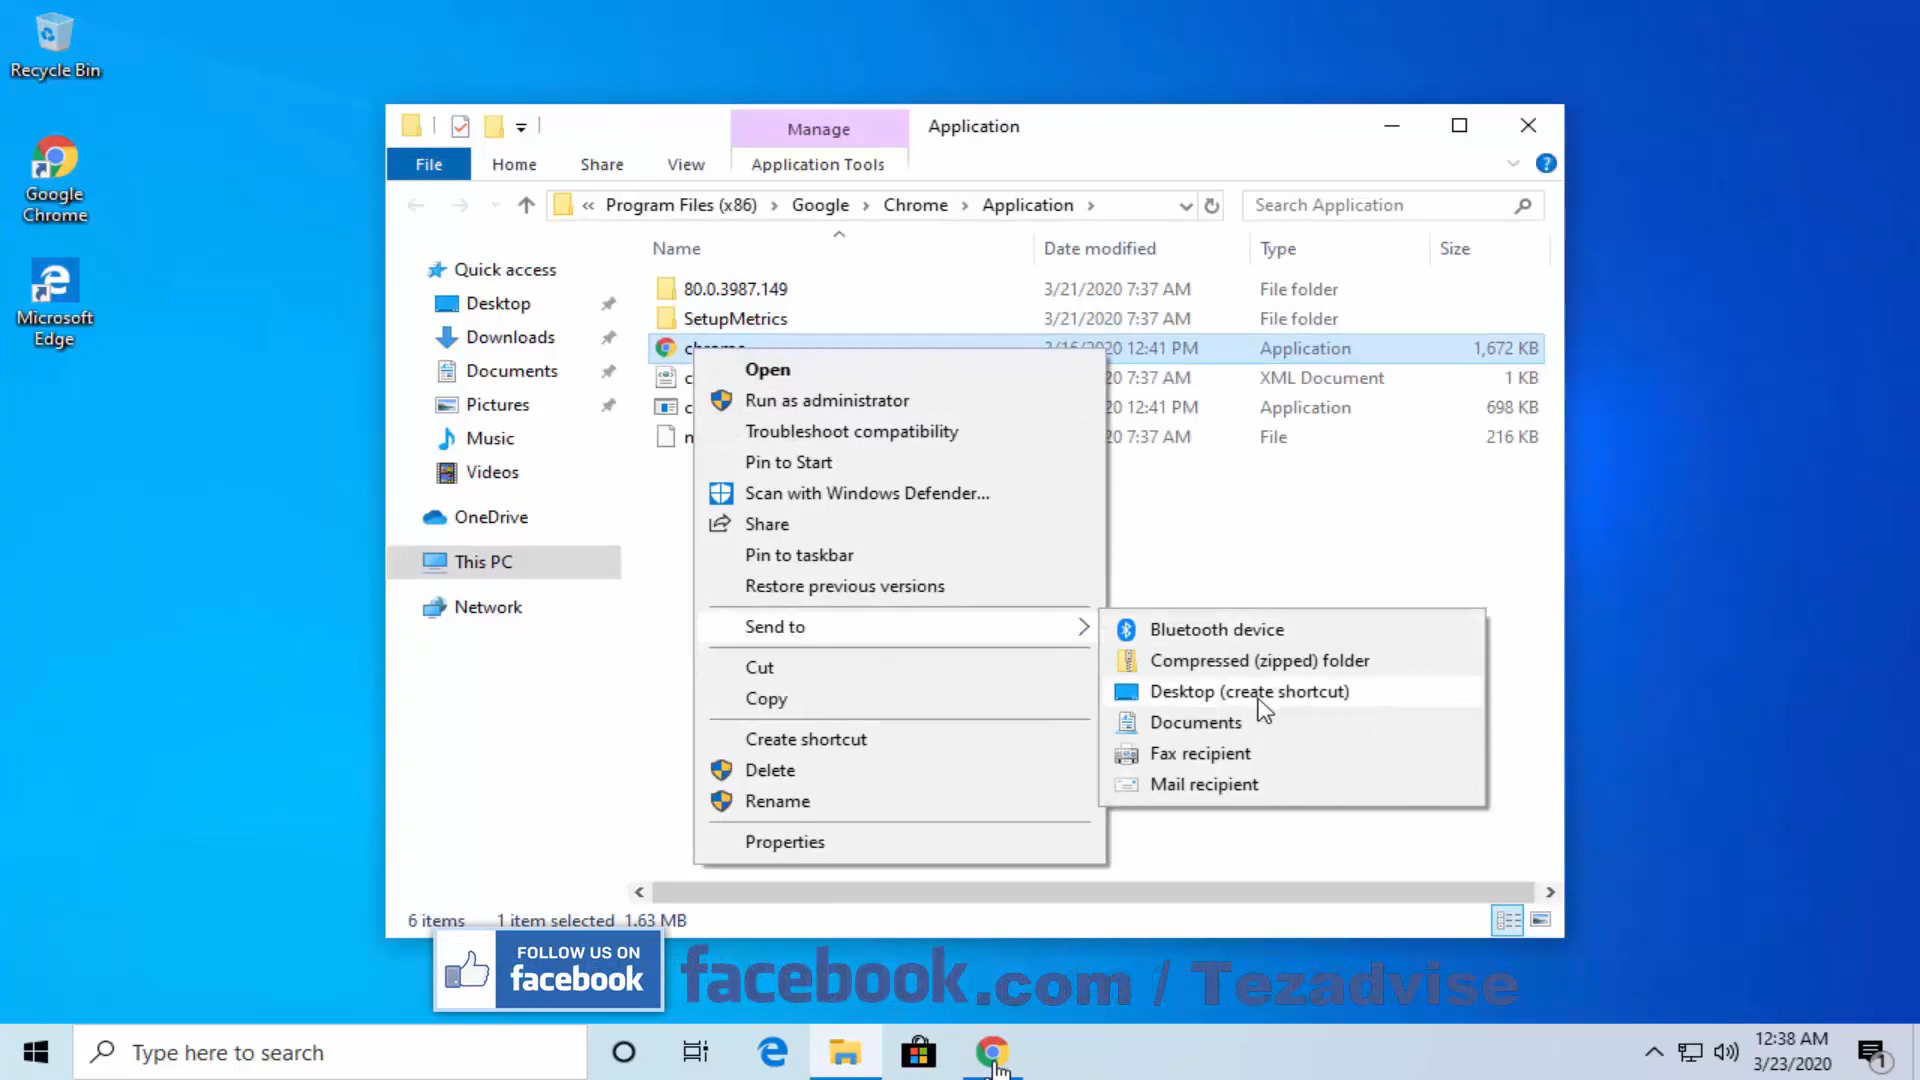 Recycle Bin
Google
Chrome
Microsoft
Edge
Manage
Application
File
Home
Share
View
Application Tools
« Program Files (x86) > Google > Chrome > Application >
Search Application
Name
Date modified
Type
Size
Quick access
Desktop
Downloads
Documents
Pictures
Music
Videos
OneDrive
This PC
Network
80.0.3987.149 3/21/2020 7:37 AM File folder
SetupMetrics 3/21/2020 7:37 AM File folder
chrome 3/16/2020 12:41 PM Application 1,672 KB
c 20 7:37 AM XML Document 1 KB
c 20 12:41 PM Application 698 KB
20 7:37 AM File 216 KB
Open
Run as administrator
Troubleshoot compatibility
Pin to Start
Scan with Windows Defender...
Share
Pin to taskbar
Restore previous versions
Send to
Cut
Copy
Create shortcut
Delete
Rename
Properties
Bluetooth device
Compressed (zipped) folder
Desktop (create shortcut)
Documents
Fax recipient
Mail recipient
6 items 1 item selected 1.63 MB
FOLLOW US ON
facebook
facebook.com / Tezadvise
Type here to search
12:38 AM
3/23/2020
1